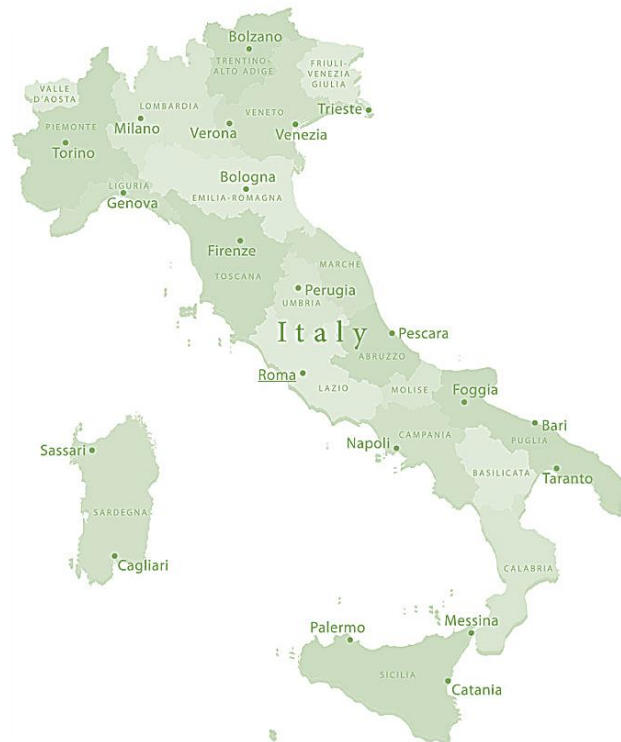 Bolzano
TRENTINO-
ALTO ADIGE
FRIULI-
VENEZIA
GIULIA
VALLE
D'AOSTA
LOMBARDIA
VENETO
Trieste
PIEMONTE
Milano
Verona
Venezia
Torino
Bologna
LIGURIA
EMILIA-ROMAGNA
Genova
Firenze
MARCHE
TOSCANA
Perugia
UMBRIA
Italy
Pescara
ABRUZZO
Roma
LAZIO
MOLISE
Foggia
Bari
Napoli
CAMPANIA
PUGLIA
Sassari
BASILICATA
Taranto
SARDEGNA
Cagliari
CALABRIA
Palermo
Messina
SICILIA
Catania